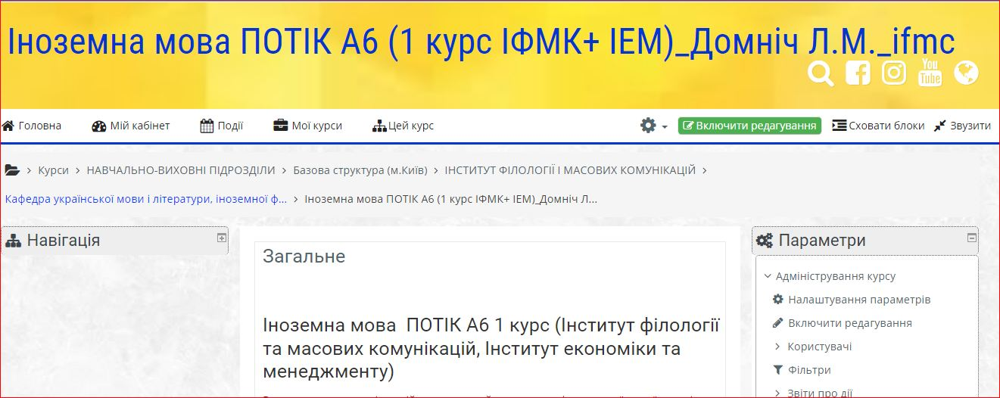 Іноземна мова ПОТІК А6 (1 курс ІФМК+ ІЕМ)_Домніч Л.М._ifmc
You
Tube
Головна Мій кабінет Події Мої курси Цей курс Включити редагування Сховати блоки Звузити
Курси > НАВЧАЛЬНО-ВИХОВНІ ПІДРОЗДІЛИ > Базова структура (м.Київ) > ІНСТИТУТ ФІЛОЛОГІЇ І МАСОВИХ КОМУНІКАЦІЙ >
Кафедра української мови і літератури, іноземної ф... > Іноземна мова ПОТІК А6 (1 курс ІФМК+ ІЕМ)_Домніч Л...
Навігація
Загальне
Іноземна мова ПОТІК А6 1 курс (Інститут філології
та масових комунікацій, Інститут економіки та
менеджменту)
Параметри
Адміністрування курсу
Налаштування параметрів
Включити редагування
Користувачі
Фільтри
Звіти про дії